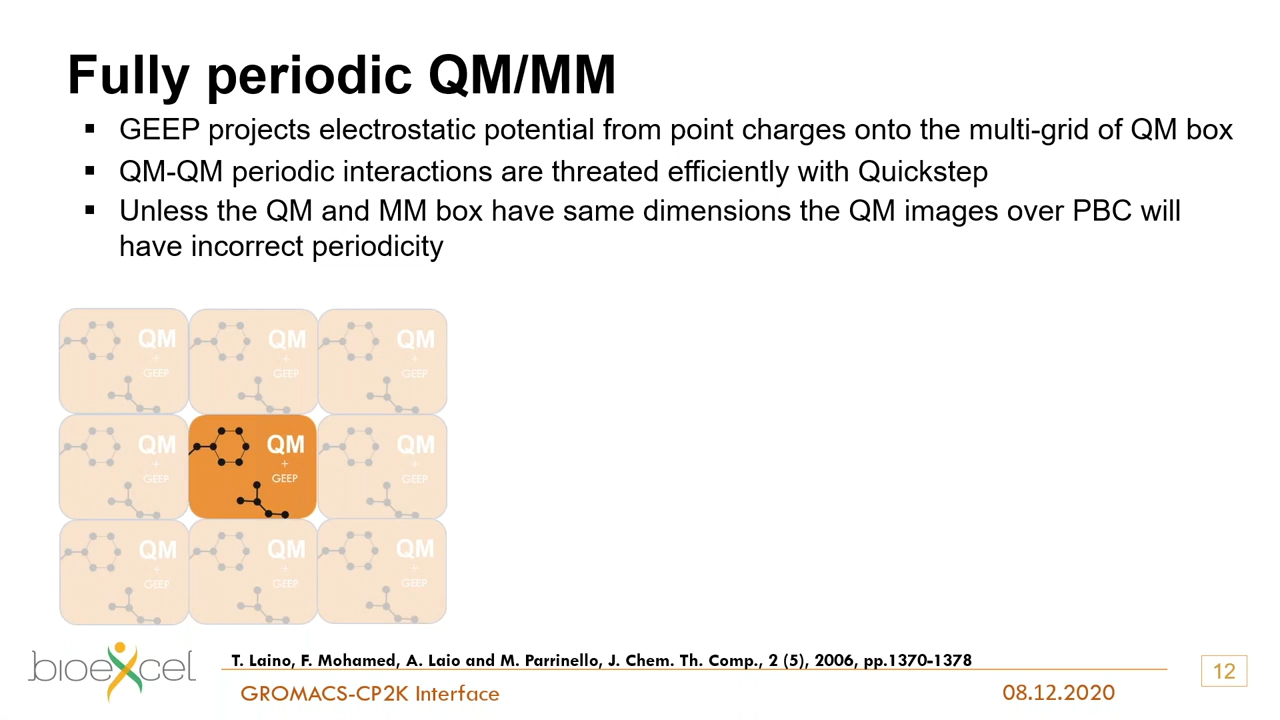 Fully periodic QM/MM
▪ GEEP projects electrostatic potential from point charges onto the multi-grid of QM box
▪ QM-QM periodic interactions are threated efficiently with Quickstep
▪ Unless the QM and MM box have same dimensions the QM images over PBC will
have incorrect periodicity
QM + GEEP
QM + GEEP
QM + GEEP
QM + GEEP
QM + GEEP
QM + GEEP
QM + GEEP
QM + GEEP
QM + GEEP
bioexcel
T. Laino, F. Mohamed, A. Laio and M. Parrinello, J. Chem. Th. Comp., 2 (5), 2006, pp.1370-1378
GROMACS-CP2K Interface
08.12.2020
12